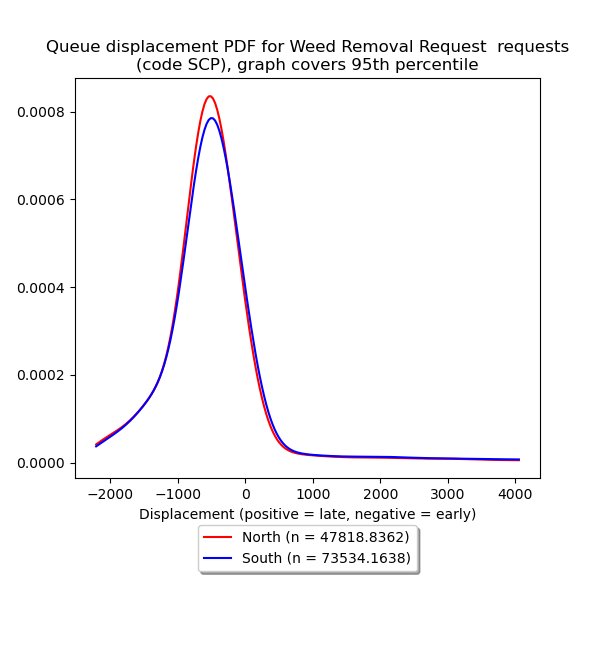 Queue displacement PDF for Weed Removal Request  requests
(code SCP), graph covers 95th percentile
0.0008
0.0006
0.0004
0.0002
0.0000
−2000 −1000 0 1000 2000 3000 4000
Displacement (positive = late, negative = early)
North (n = 47818.8362)
South (n = 73534.1638)